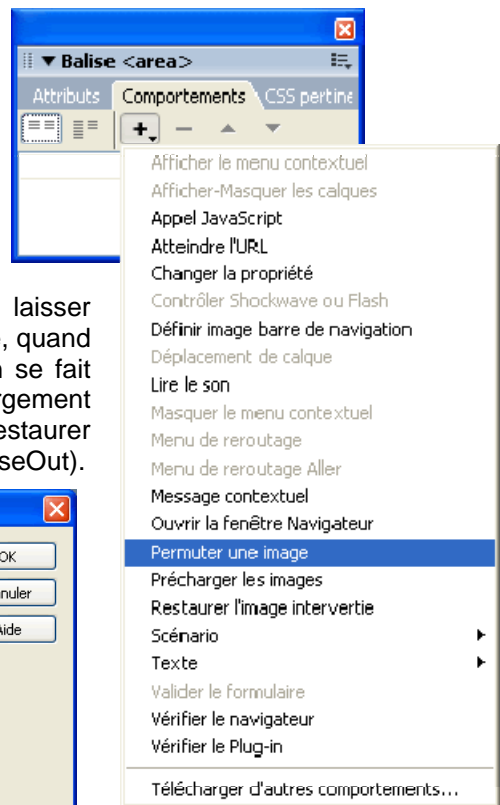 Balise <area>
Attributs Comportements CSS pertine
Afficher le menu contextuel
Afficher-Masquer les calques
Appel JavaScript
Atteindre l'URL
Changer la propriété
Contrôler Shockwave ou Flash
Définir image barre de navigation
Déplacement de calque
Lire le son
Masquer le menu contextuel
Menu de reroutage
Menu de reroutage Aller
Message contextuel
Ouvrir la fenêtre Navigateur
Permuter une image
Précharger les images
Restaurer l'image intervertie
Scénario
Texte
Valider le formulaire
Vérifier le navigateur
Vérifier le Plug-in
Télécharger d'autres comportements...
laisser
, quand
se fait
rgement
estaurer
seOut).
OK
nuler
Aide